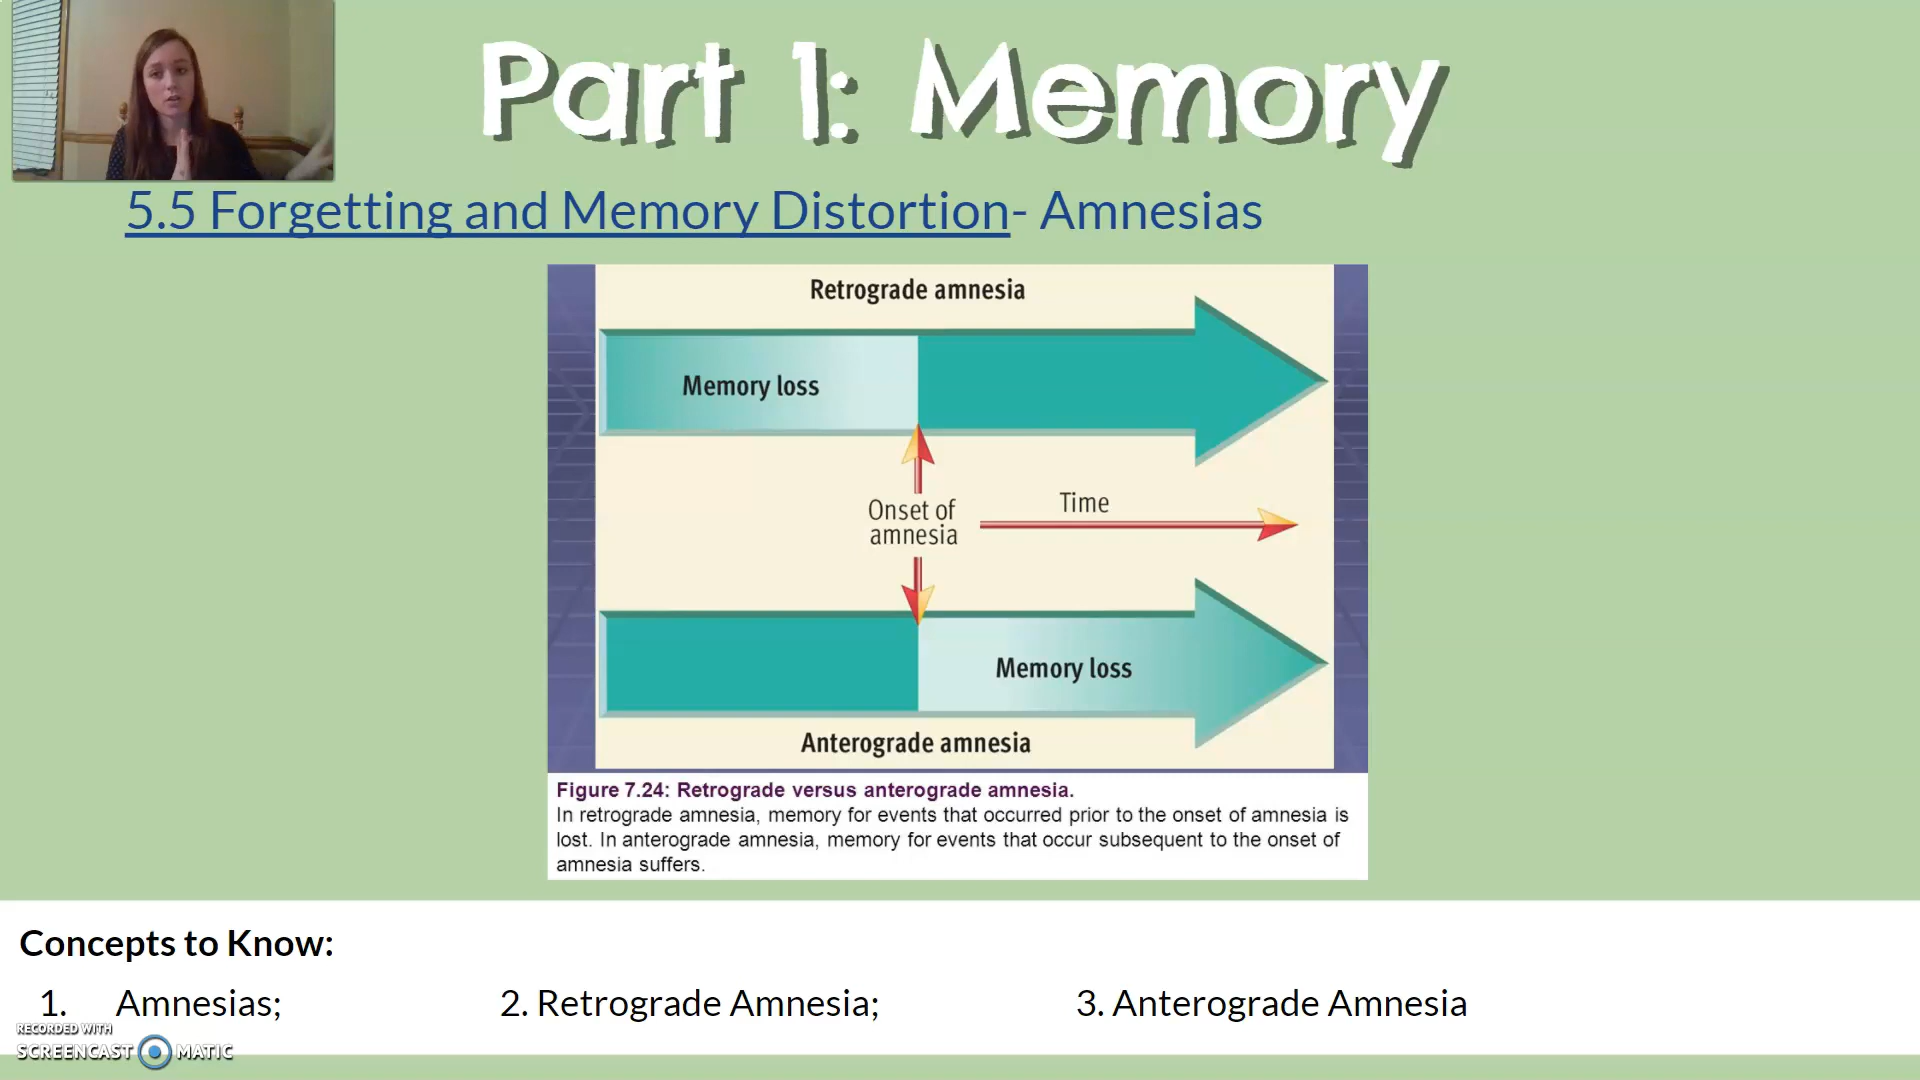 Part 1: Memory
5.5 Forgetting and Memory Distortion- Amnesias
Retrograde amnesia
Memory loss
Onset of
amnesia
Time
Memory loss
Anterograde amnesia
Figure 7.24: Retrograde versus anterograde amnesia.
In retrograde amnesia, memory for events that occurred prior to the onset of amnesia is
lost. In anterograde amnesia, memory for events that occur subsequent to the onset of
amnesia suffers.
Concepts to Know:
1. Amnesias; 2. Retrograde Amnesia; 3. Anterograde Amnesia
RECORDED WITH
SCREENCAST MATIC